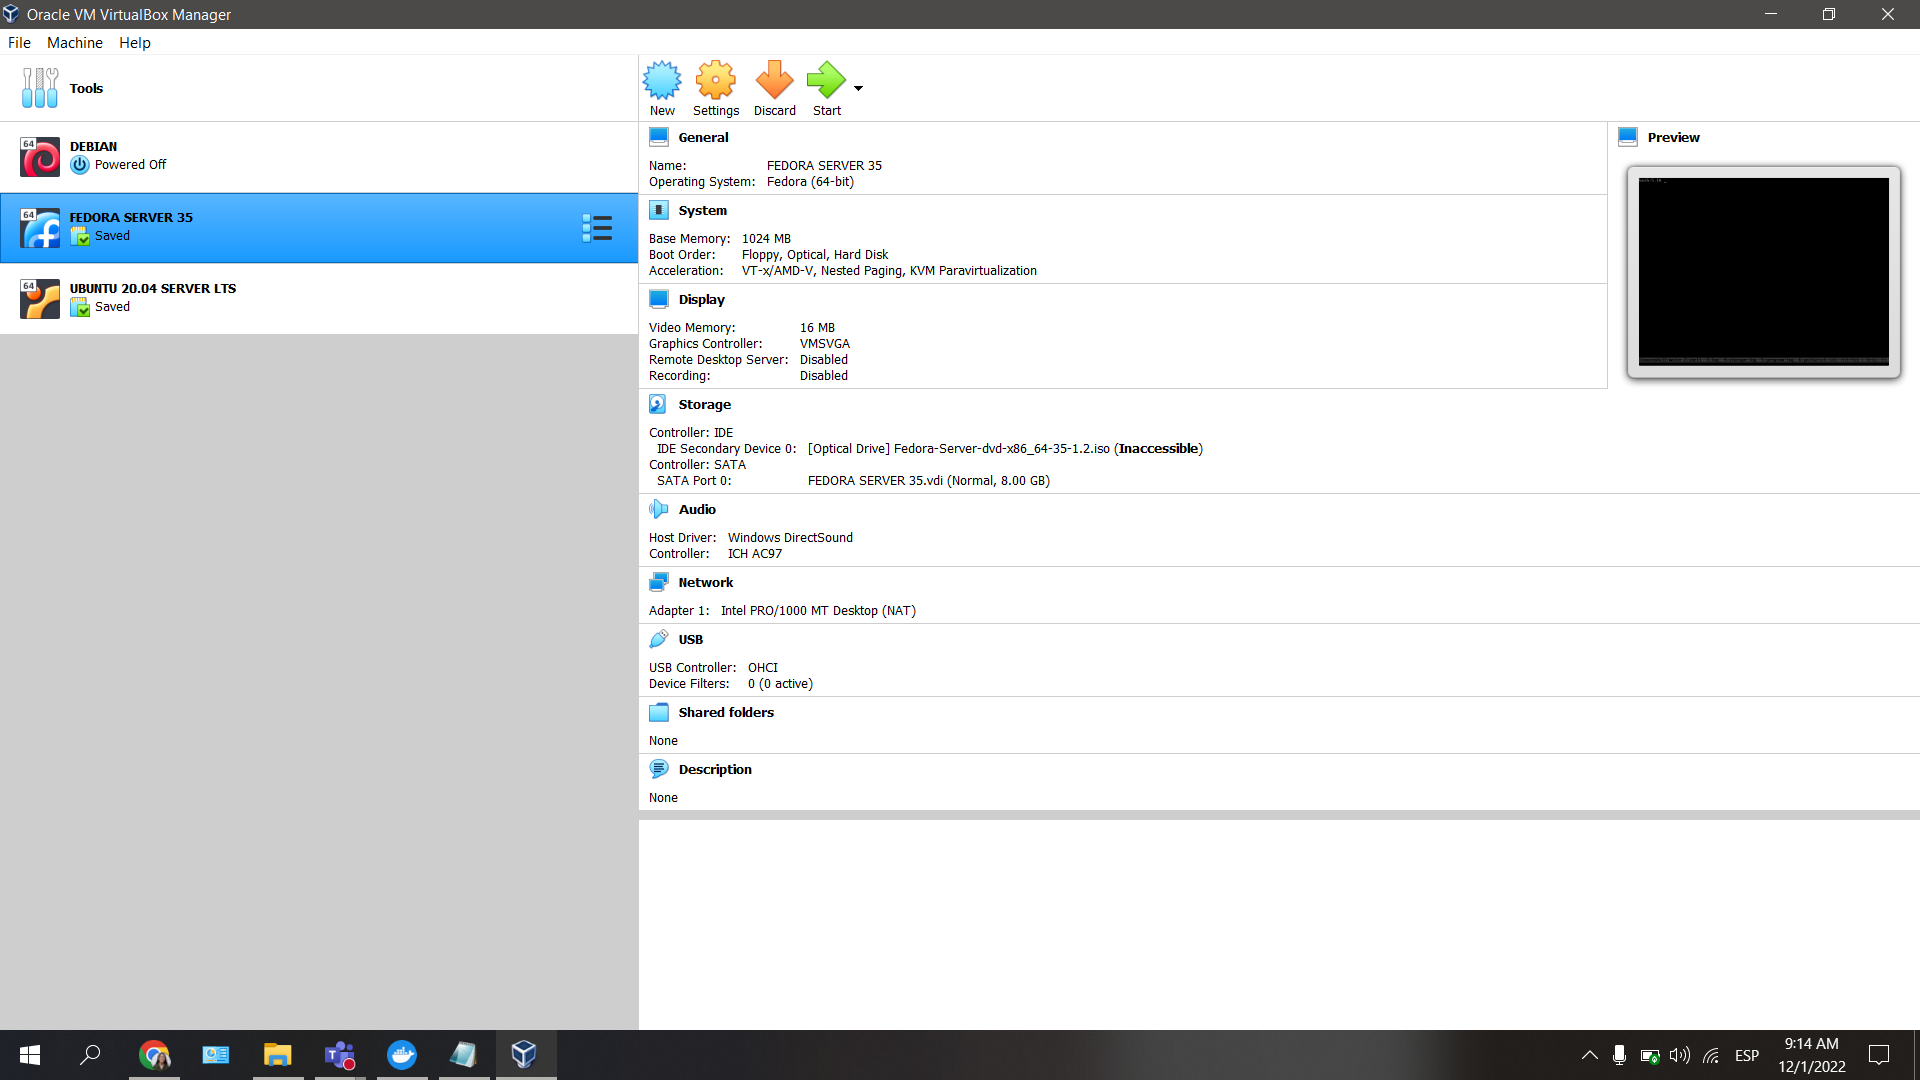 Oracle VM VirtualBox Manager
File Machine Help
Tools
New Settings Discard Start
64 DEBIAN
Powered Off
64 FEDORA SERVER 35
Saved
64 UBUNTU 20.04 SERVER LTS
Saved
General
Name: FEDORA SERVER 35
Operating System: Fedora (64-bit)
System
Base Memory: 1024 MB
Boot Order: Floppy, Optical, Hard Disk
Acceleration: VT-x/AMD-V, Nested Paging, KVM Paravirtualization
Display
Video Memory: 16 MB
Graphics Controller: VMSVGA
Remote Desktop Server: Disabled
Recording: Disabled
Preview
Storage
Controller: IDE
IDE Secondary Device 0: [Optical Drive] Fedora-Server-dvd-x86_64-35-1.2.iso (Inaccessible)
Controller: SATA
SATA Port 0: FEDORA SERVER 35.vdi (Normal, 8.00 GB)
Audio
Host Driver: Windows DirectSound
Controller: ICH AC97
Network
Adapter 1: Intel PRO/1000 MT Desktop (NAT)
USB
USB Controller: OHCI
Device Filters: 0 (0 active)
Shared folders
None
Description
None
ESP
9:14 AM
12/1/2022